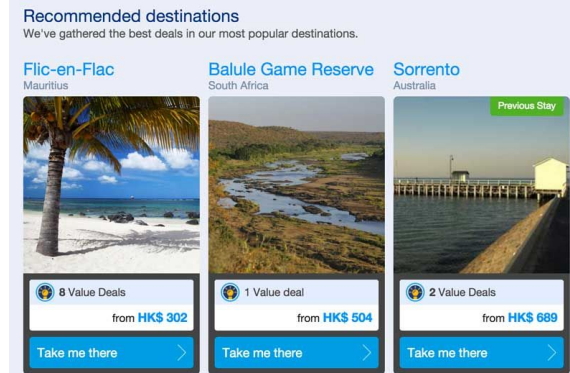 Recommended destinations
We've gathered the best deals in our most popular destinations.
Flic-en-Flac
Mauritius
Balule Game Reserve
South Africa
Sorrento
Australia
Previous Stay
8 Value Deals
from HK$ 302
Take me there
1 Value deal
from HK$ 504
Take me there
2 Value Deals
from HK$ 689
Take me there